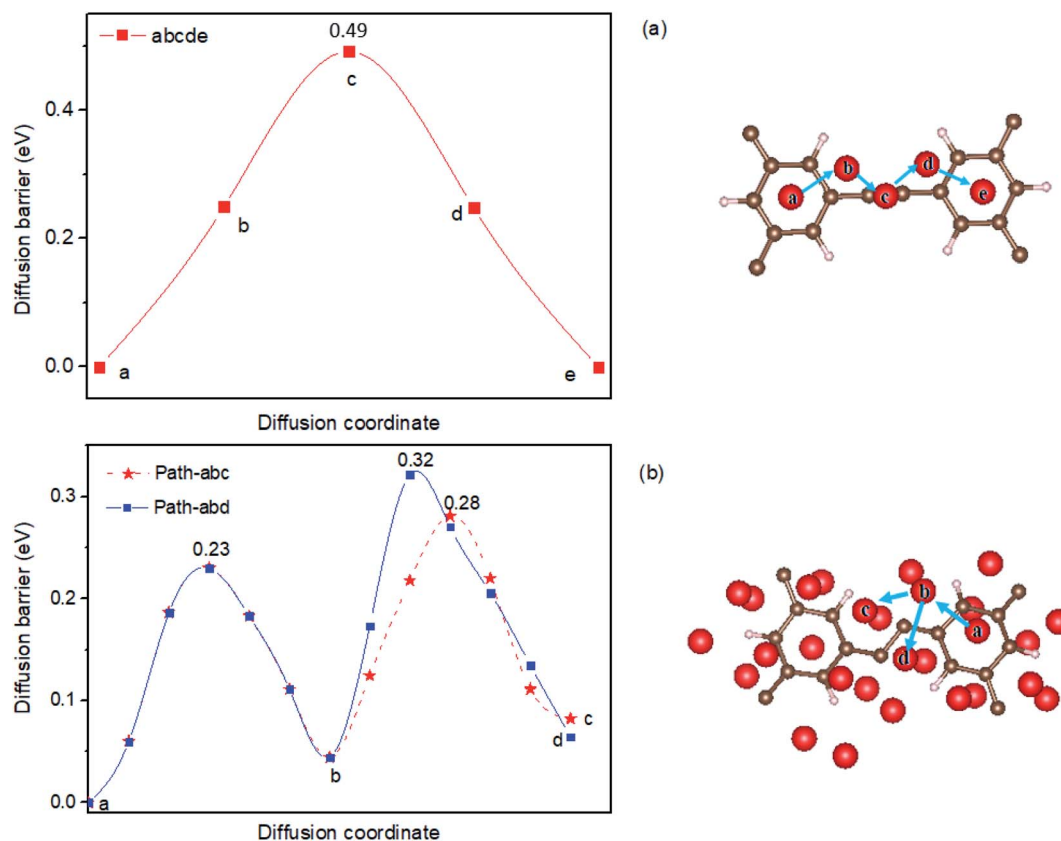 abcde
0.49
(a)
Diffusion barrier (eV)
0.4
0.2
0.0
a
b
c
d
e
Diffusion coordinate
a
b
c
d
e
Path-abc
Path-abd
(b)
Diffusion barrier (eV)
0.3
0.2
0.1
0.0
0.23
0.32
0.28
a
b
c
d
Diffusion coordinate
a
b
c
d